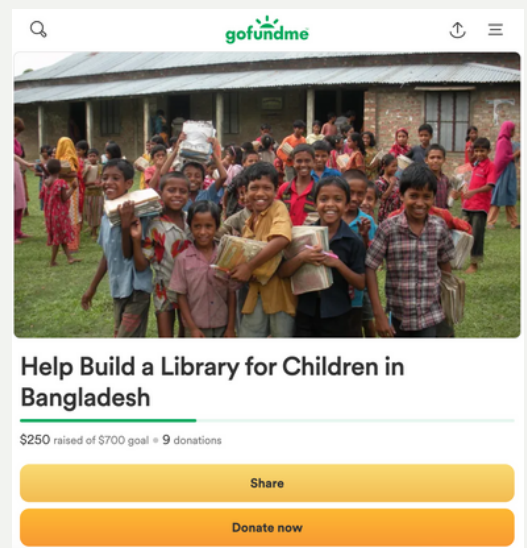 gofundme
Help Build a Library for Children in
Bangladesh
$250 raised of $700 goal • 9 donations
Share
Donate now